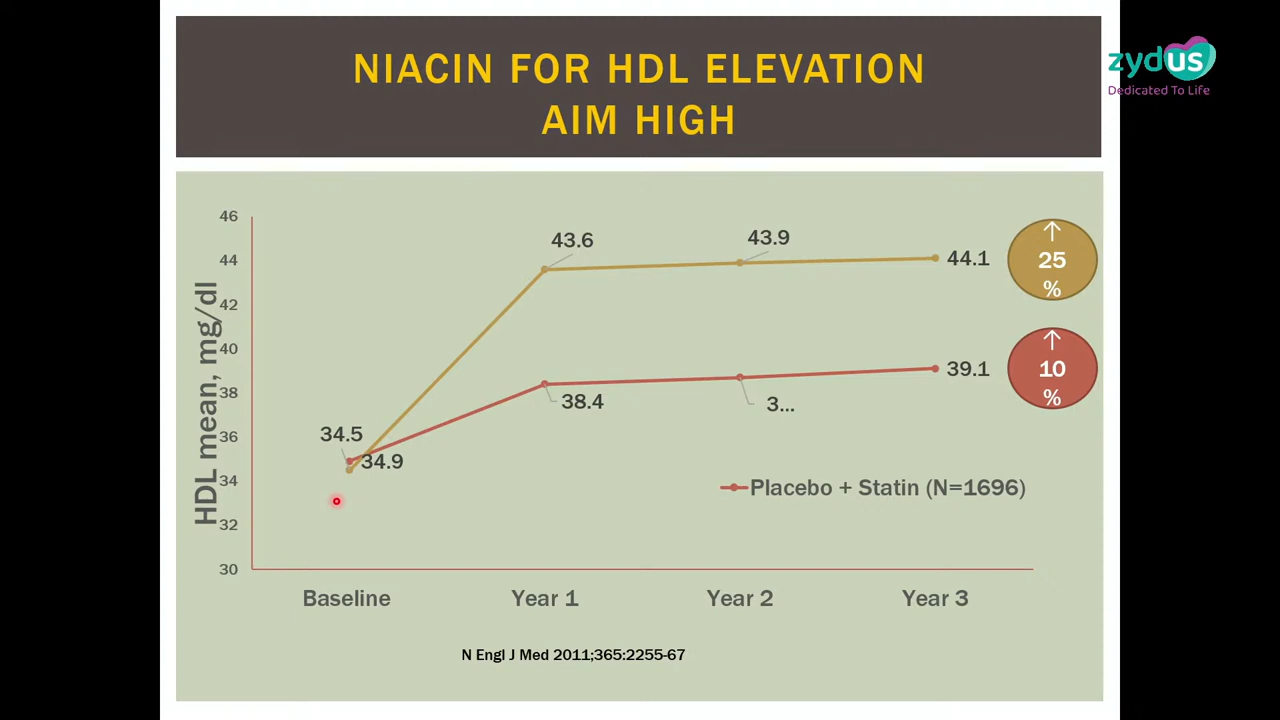 NIACIN FOR HDL ELEVATION
AIM HIGH
zydus
Dedicated To Life
HDL mean, mg/dl
46
44
42
40
38
36
34
32
30
43.6
43.9
44.1
38.4
3...
39.1
34.5
34.9
↑
25
%
↑
10
%
Placebo + Statin (N=1696)
Baseline
Year 1
Year 2
Year 3
N Engl J Med 2011;365:2255-67